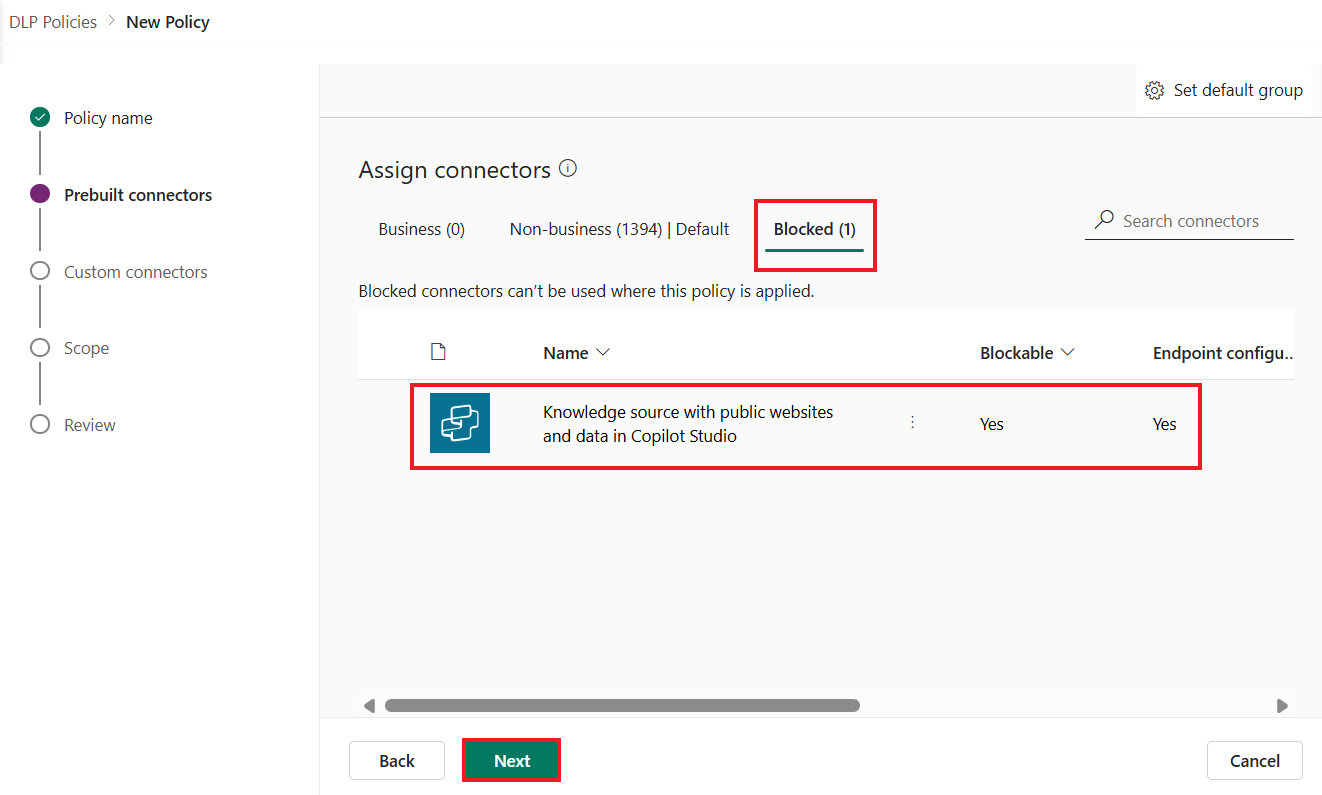 DLP Policies > New Policy
Set default group
Policy name
Prebuilt connectors
Custom connectors
Scope
Review
Assign connectors
Business (0) Non-business (1394) | Default Blocked (1)
Search connectors
Blocked connectors can't be used where this policy is applied.
Name Blockable Endpoint configu..
Knowledge source with public websites
and data in Copilot Studio
Yes Yes
Back Next Cancel